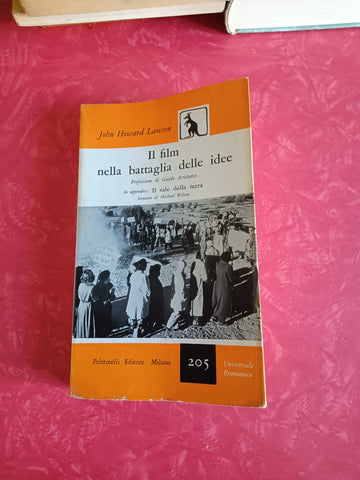 John Howard Lawson
Il film
nella battaglia delle idee
Prefazione di Guido Aristarco
In appendice: Il sale della terra
Scenario di Michael Wilson
Feltrinelli Editore Milano
205
Universale
Economica